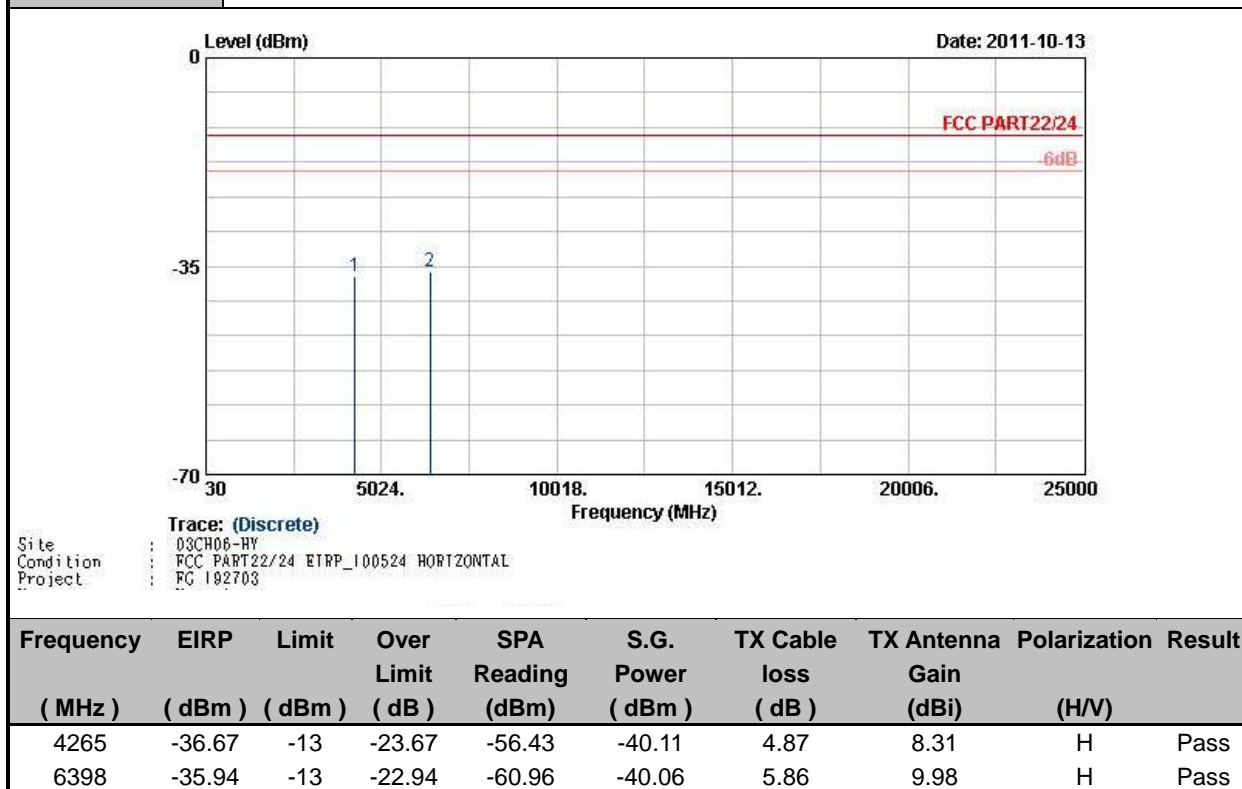 Level (dBm)
Date: 2011-10-13
0
FCC PART22/24
-6dB
-35
1
2
-70
30
5024.
10018.
15012.
20006.
25000
Frequency (MHz)
Trace: (Discrete)
Site : 03CH06-HY
Condition : FCC PART22/24 EIRP_100524 HORIZONTAL
Project : FG 192703
Frequency EIRP Limit Over SPA S.G. TX Cable TX Antenna Polarization Result
Limit Reading Power loss Gain
( MHz ) ( dBm ) ( dBm ) ( dB ) (dBm) ( dBm ) ( dB ) (dBi) (H/V)
4265 -36.67 -13 -23.67 -56.43 -40.11 4.87 8.31 H Pass
6398 -35.94 -13 -22.94 -60.96 -40.06 5.86 9.98 H Pass